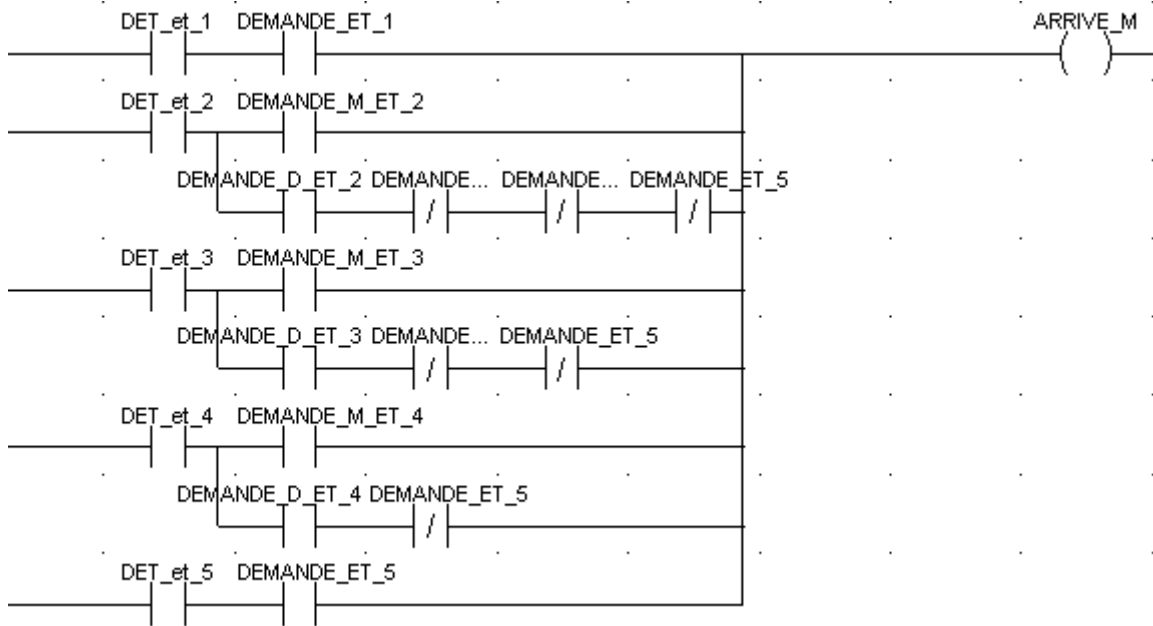 DET_et_1 DEMANDE_ET_1 ARRIVE_M
DET_et_2 DEMANDE_M_ET_2
DEMANDE_D_ET_2 DEMANDE... DEMANDE... DEMANDE_ET_5
DET_et_3 DEMANDE_M_ET_3
DEMANDE_D_ET_3 DEMANDE... DEMANDE_ET_5
DET_et_4 DEMANDE_M_ET_4
DEMANDE_D_ET_4 DEMANDE_ET_5
DET_et_5 DEMANDE_ET_5